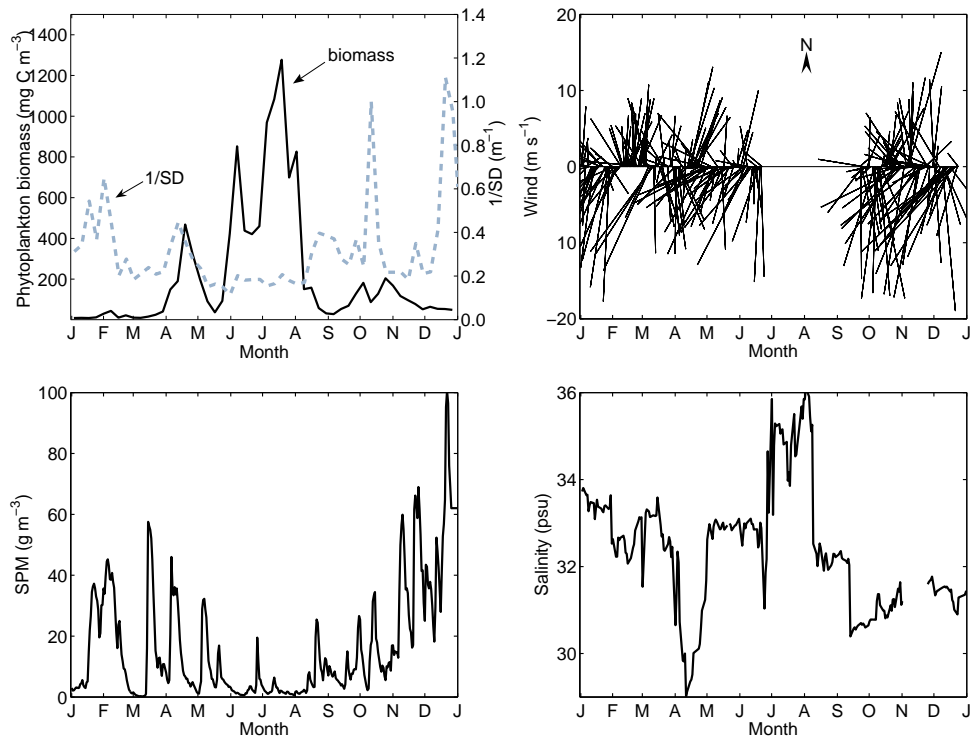 Phytoplankton biomass (mg C m−3)
1400
1200
1000
800
600
400
200
1.4
1.2
1.0
0.8
0.6
0.4
0.2
0.0
1/SD (m−1)
biomass
1/SD
J F M A M J J A S O N D J
Month
Wind (m s−1)
20
10
0
10
−20
N
J F M A M J J A S O N D J
Month
SPM (g m−3)
100
80
60
40
20
0
J F M A M J J A S O N D J
Month
Salinity (psu)
36
34
32
30
J F M A M J J A S O N D J
Month